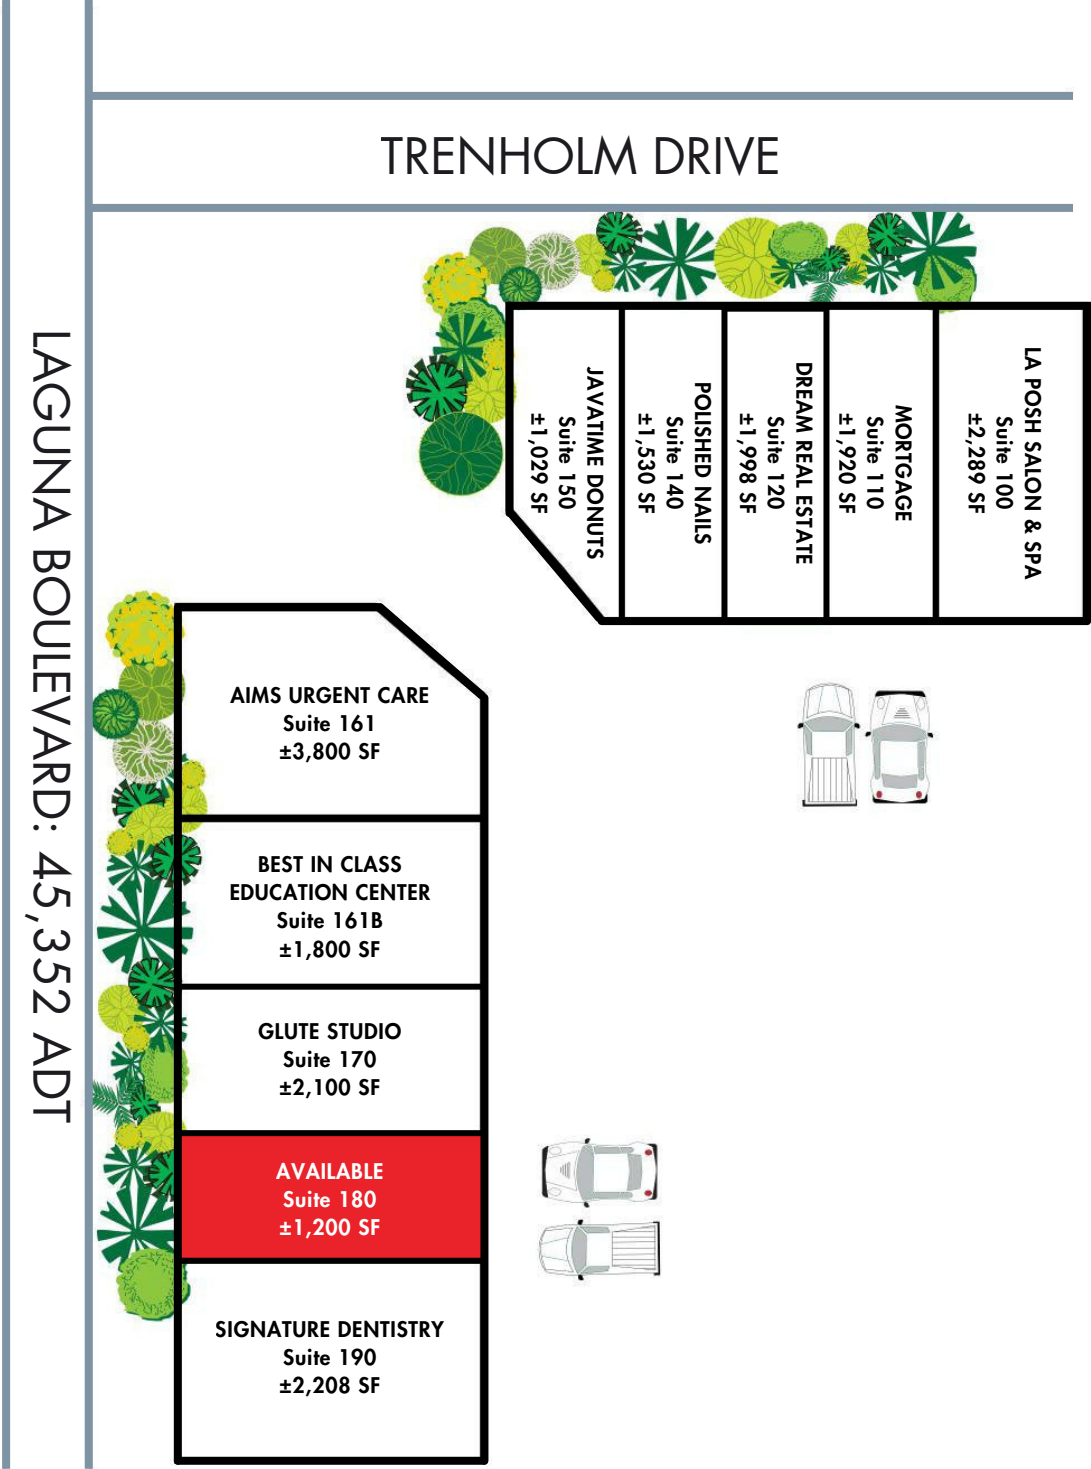 TRENHOLM DRIVE
LAGUNA BOULEVARD: 45,352 ADT
JAVATIME DONUTS
Suite 150
±1,029 SF
POLISHED NAILS
Suite 140
±1,530 SF
DREAM REAL ESTATE
Suite 120
±1,998 SF
MORTGAGE
Suite 110
±1,920 SF
LA POSH SALON & SPA
Suite 100
±2,289 SF
AIMS URGENT CARE
Suite 161
±3,800 SF
BEST IN CLASS
EDUCATION CENTER
Suite 161B
±1,800 SF
GLUTE STUDIO
Suite 170
±2,100 SF
AVAILABLE
Suite 180
±1,200 SF
SIGNATURE DENTISTRY
Suite 190
±2,208 SF